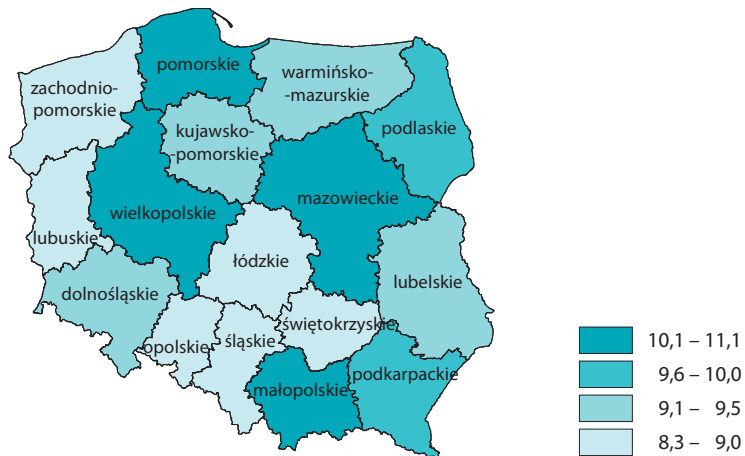 pomorskie
warmińsko-
-mazurskie
zachodnio-
pomorskie
podlaskie
kujawsko-
-pomorskie
mazowieckie
wielkopolskie
lubuskie
łódzkie
lubelskie
dolnośląskie
świętokrzyskie
śląskie
opolskie
podkarpackie
małopolskie
10,1 – 11,1
9,6 – 10,0
9,1 – 9,5
8,3 – 9,0